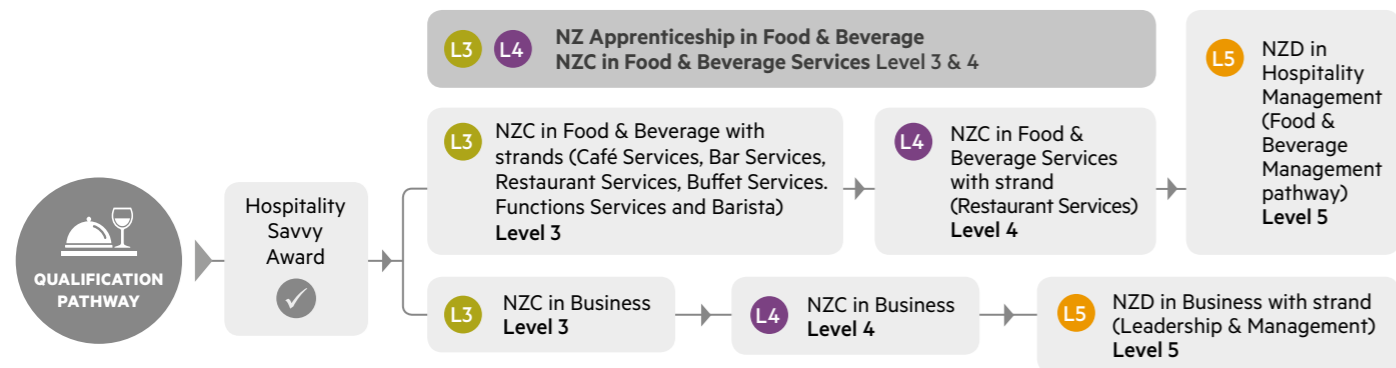 QUALIFICATION
PATHWAY
Hospitality
Savvy
Award
L3 L4 NZ Apprenticeship in Food & Beverage
NZC in Food & Beverage Services Level 3 & 4
L3 NZC in Food & Beverage with
strands (Café Services, Bar Services,
Restaurant Services, Buffet Services.
Functions Services and Barista)
Level 3
L4 NZC in Food &
Beverage Services
with strand
(Restaurant Services)
Level 4
L5 NZD in
Hospitality
Management
(Food &
Beverage
Management
pathway)
Level 5
L3 NZC in Business
Level 3
L4 NZC in Business
Level 4
L5 NZD in Business with strand
(Leadership & Management)
Level 5